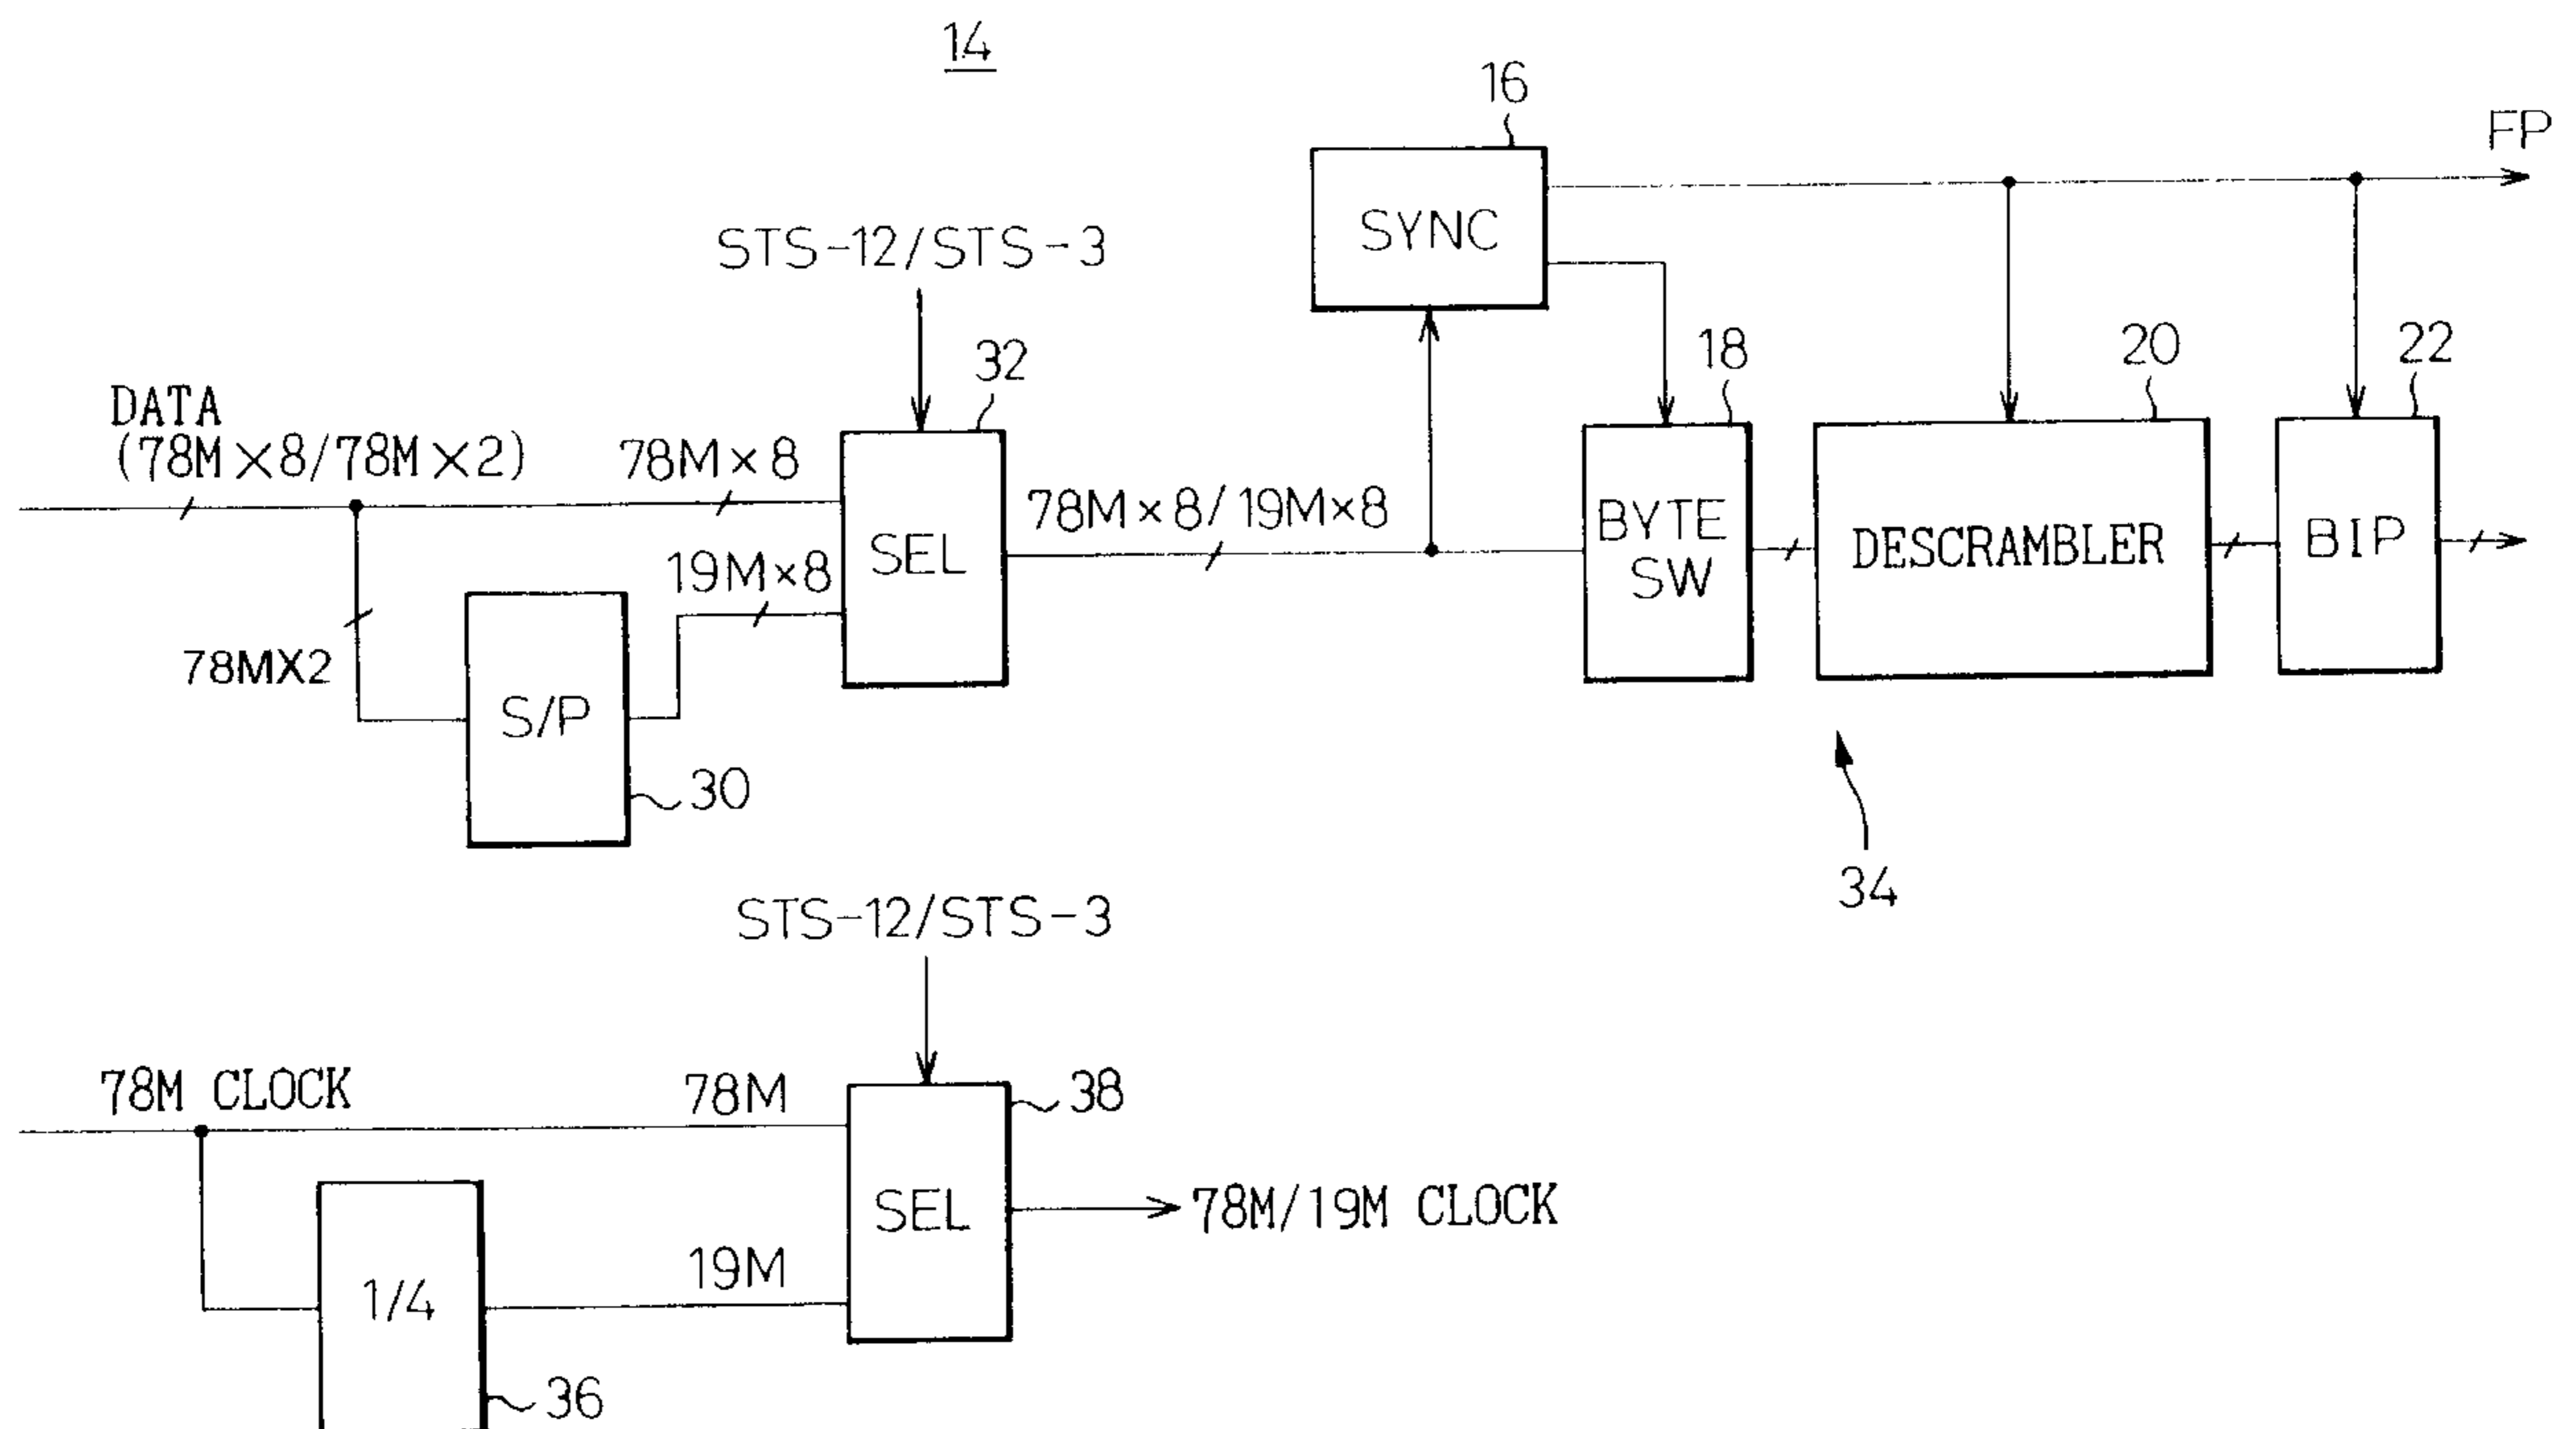 14
16
FP
SYNC
STS-12/STS-3
32
18
20
22
DATA
(78M×8/78M×2)
78M×8
78M×8/19M×8
SEL
19M×8
BYTE
SW
DESCRAMBLER
BIP
78MX2
S/P
30
34
STS-12/STS-3
78M CLOCK
78M
38
SEL
78M/19M CLOCK
19M
1/4
36